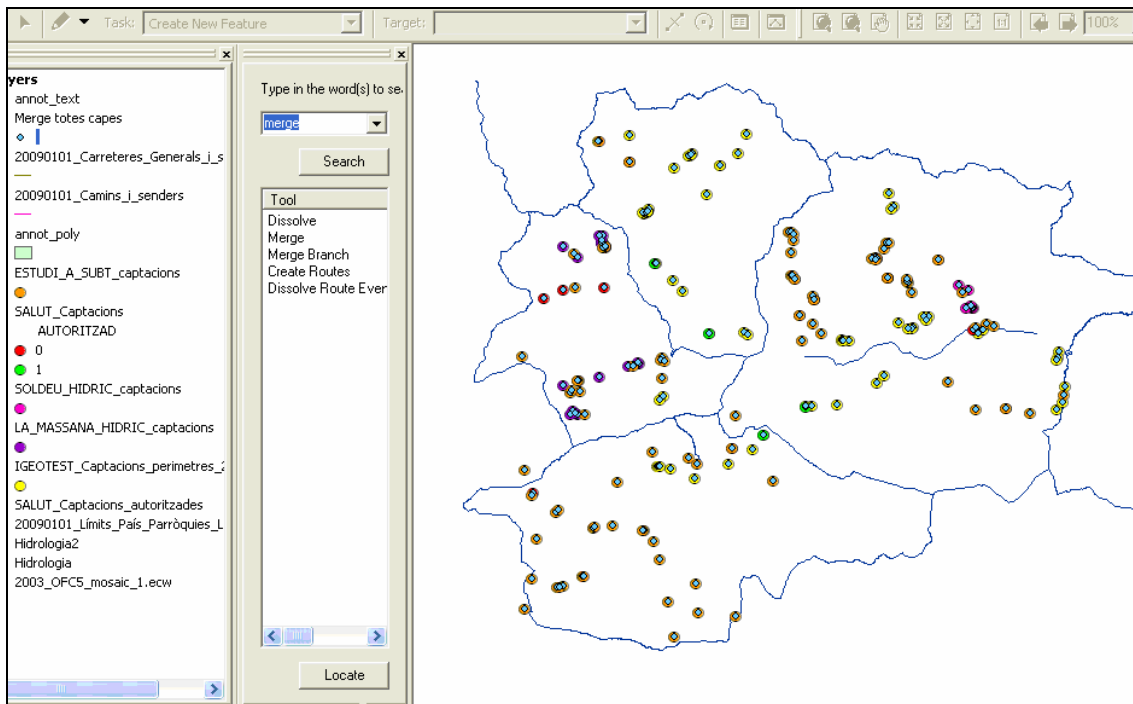 Task: Create New Feature Target: 100%
yers
annot_text
Merge totes capes
20090101_Carreteres_Generals_i_s
20090101_Camins_i_senders
annot_poly
ESTUDI_A_SUBT_captacions
SALUT_Captacions
AUTORITZAD
0
1
SOLDEU_HIDRIC_captacions
LA_MASSANA_HIDRIC_captacions
IGEOTEST_Captacions_perimetres_2
SALUT_Captacions_autoritzades
20090101_Límits_País_Parròquies_L
Hidrologia2
Hidrologia
2003_OFC5_mosaic_1.ecw
Type in the word(s) to se
merge
Search
Tool
Dissolve
Merge
Merge Branch
Create Routes
Dissolve Route Ever
Locate